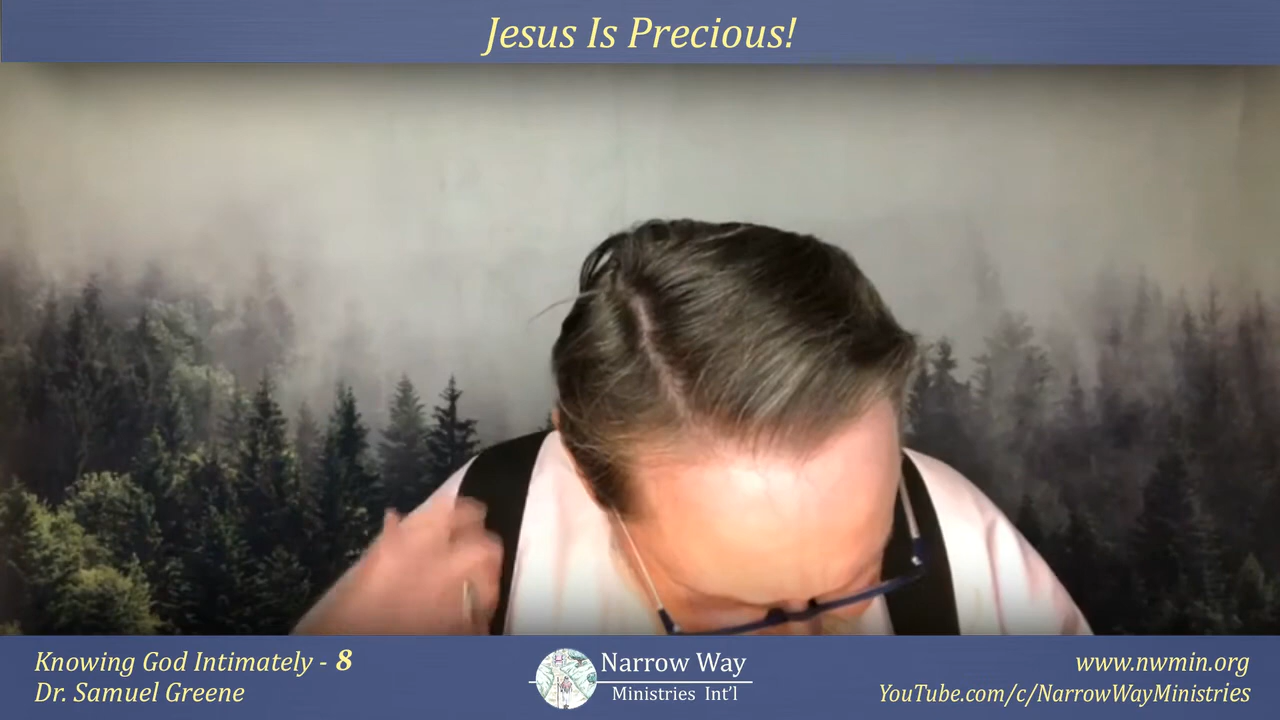 Jesus Is Precious!
Knowing God Intimately - 8
Dr. Samuel Greene
Narrow Way
Ministries Int'l
www.nwmin.org
YouTube.com/c/NarrowWayMinistries